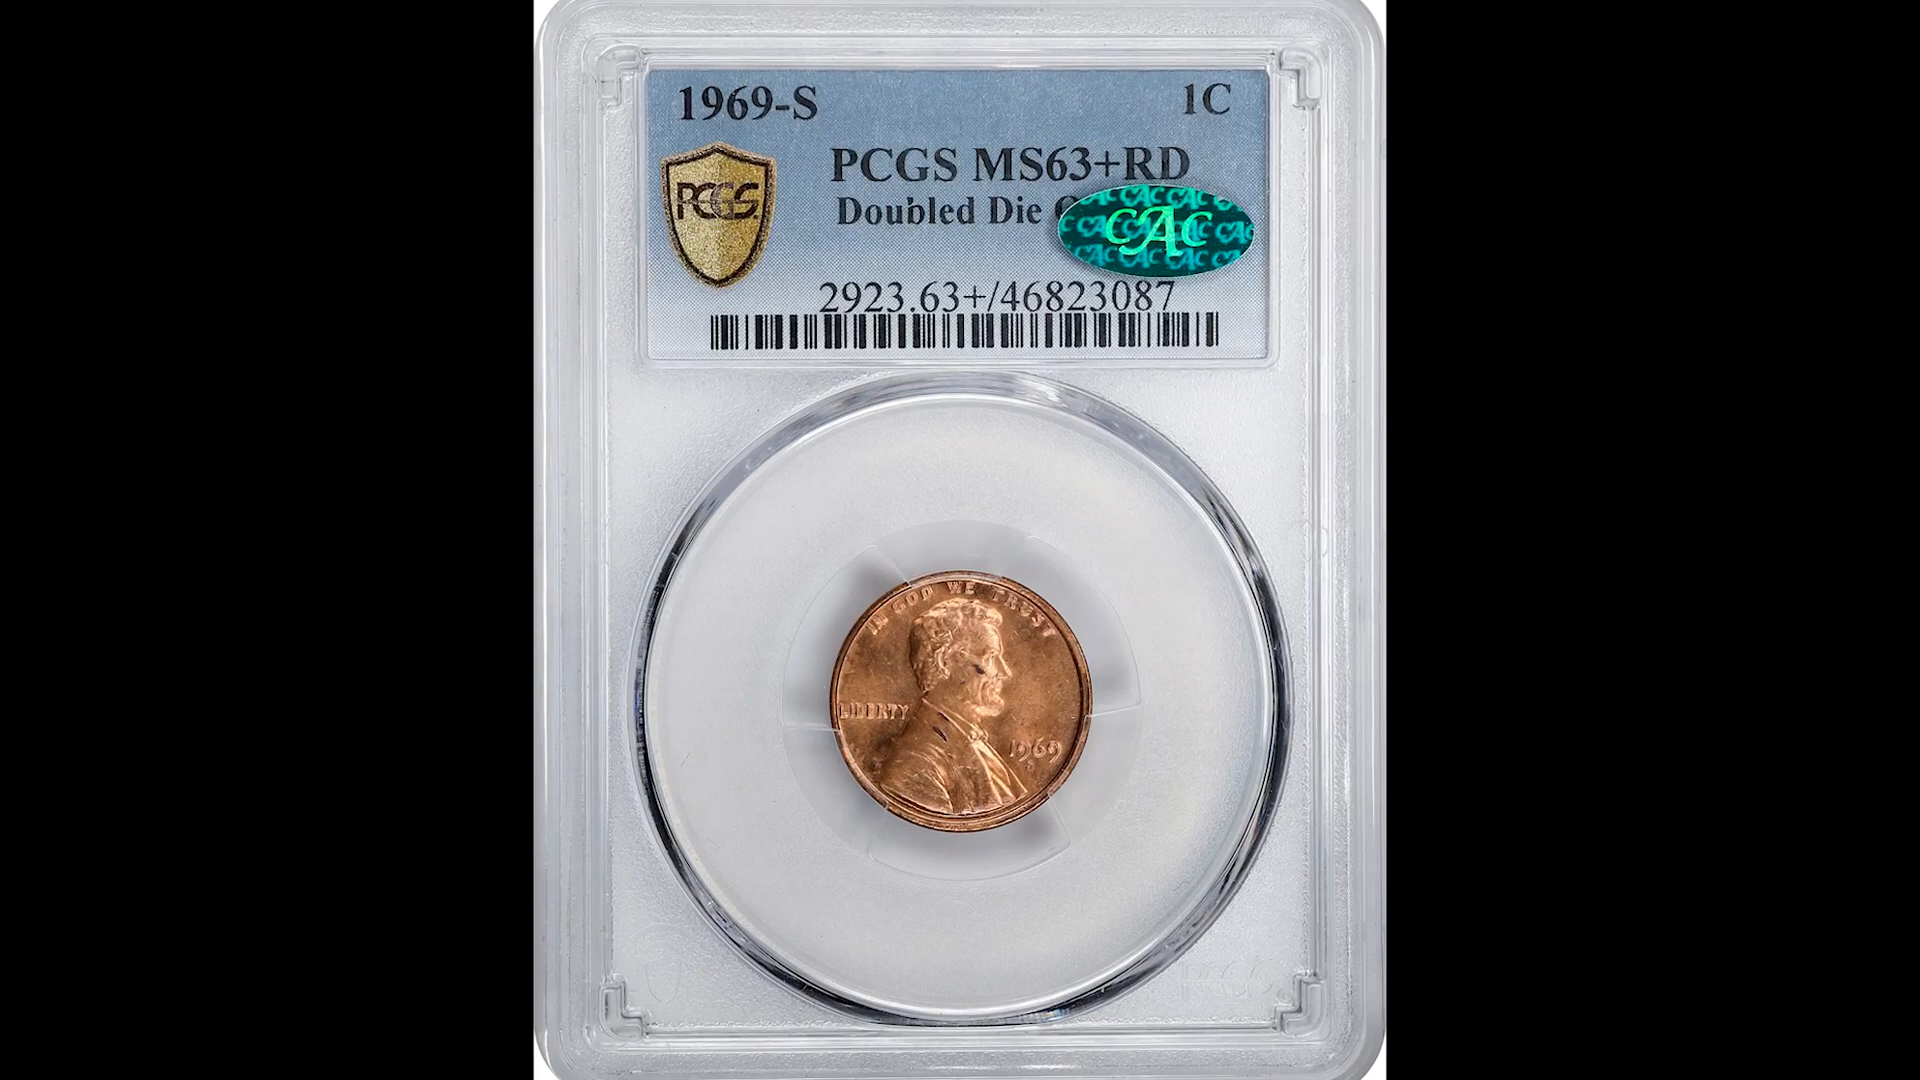 1969-S 1C
PCGS MS63+RD
PCGS
Doubled Die
CAC
2923.63+/46823087
IN GOD WE TRUST
LIBERTY
1969
S